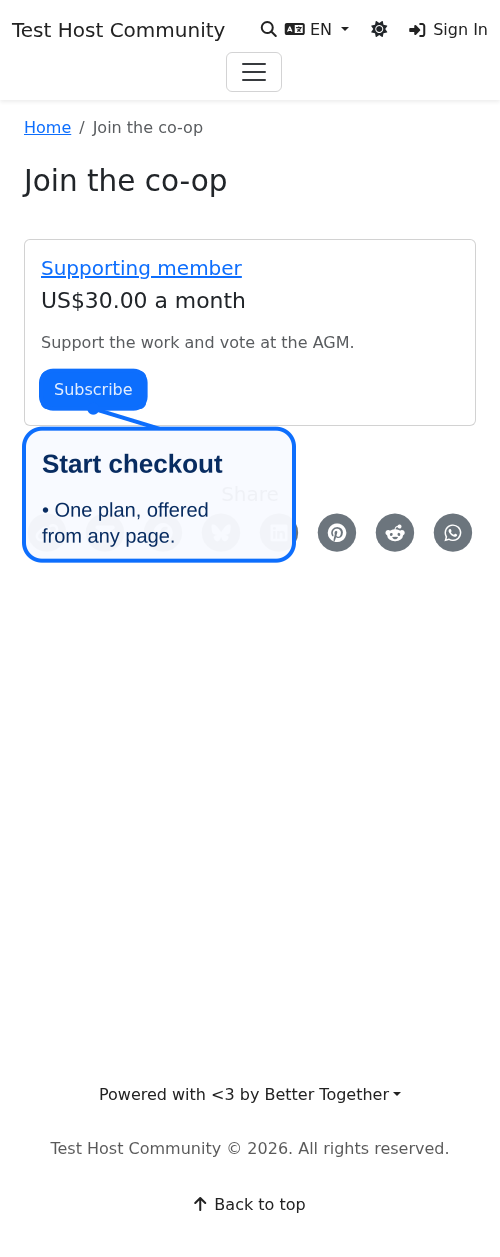 Test Host Community
EN
Sign In
Home / Join the co-op
Join the co-op
Supporting member
US$30.00 a month
Support the work and vote at the AGM.
Subscribe
Start checkout
• One plan, offered
from any page.
Share
Powered with <3 by Better Together
Test Host Community © 2026. All rights reserved.
Back to top